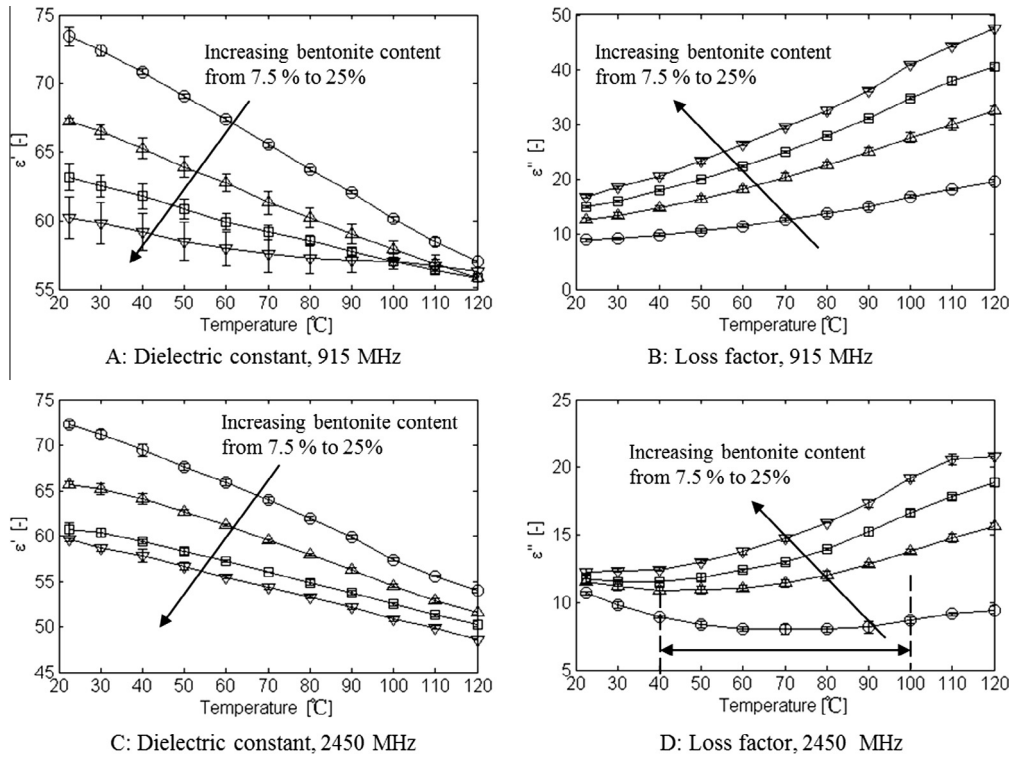 75
70
65
60
55
ε' [-]
Increasing bentonite content
from 7.5 % to 25%
20 30 40 50 60 70 80 90 100 110 120
Temperature [°C]
A: Dielectric constant, 915 MHz
50
40
30
20
10
0
ε" [-]
Increasing bentonite content
from 7.5 % to 25%
20 30 40 50 60 70 80 90 100 110 120
Temperature [°C]
B: Loss factor, 915 MHz
75
70
65
60
55
50
45
ε' [-]
Increasing bentonite content
from 7.5 % to 25%
20 30 40 50 60 70 80 90 100 110 120
Temperature [°C]
C: Dielectric constant, 2450 MHz
25
20
15
10
5
ε" [-]
Increasing bentonite content
from 7.5 % to 25%
20 30 40 50 60 70 80 90 100 110 120
Temperature [°C]
D: Loss factor, 2450 MHz